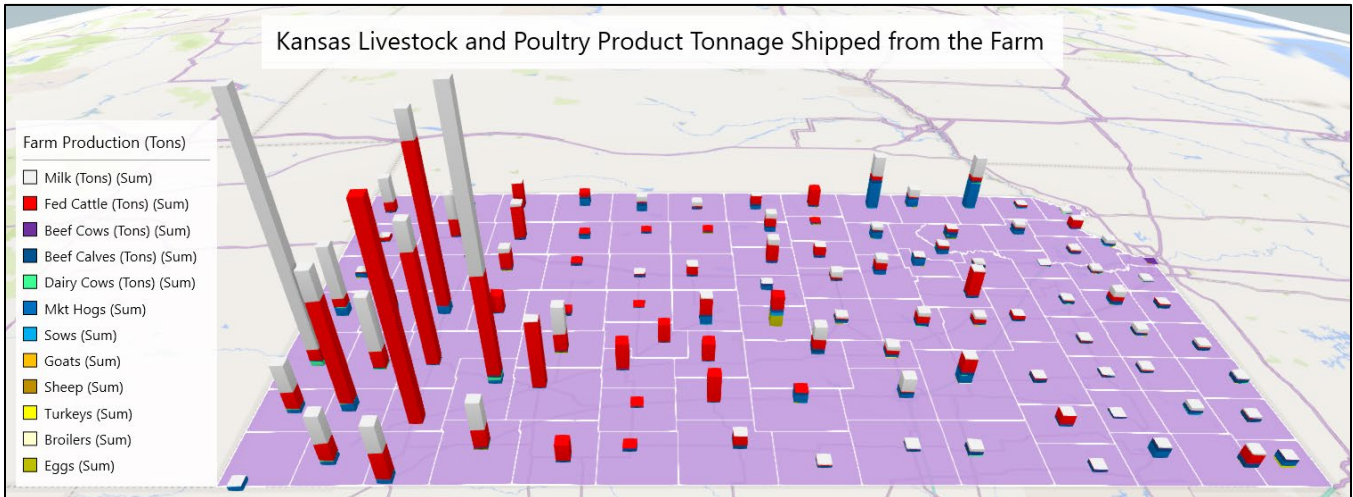 Kansas Livestock and Poultry Product Tonnage Shipped from the Farm
Farm Production (Tons)
Milk (Tons) (Sum)
Fed Cattle (Tons) (Sum)
Beef Cows (Tons) (Sum)
Beef Calves (Tons) (Sum)
Dairy Cows (Tons) (Sum)
Mkt Hogs (Sum)
Sows (Sum)
Goats (Sum)
Sheep (Sum)
Turkeys (Sum)
Broilers (Sum)
Eggs (Sum)